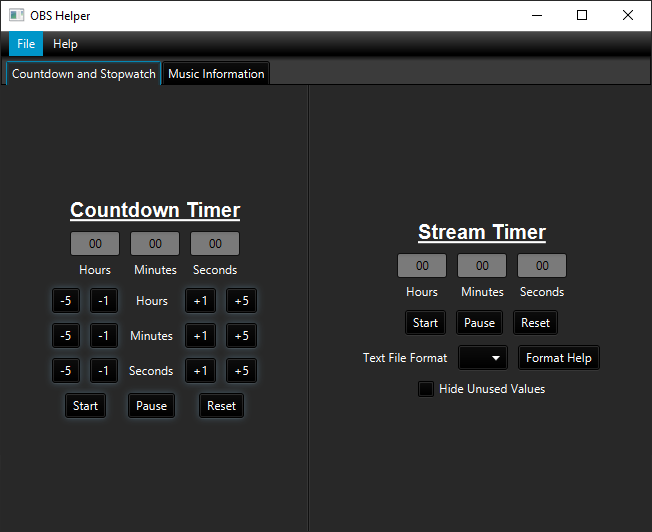 OBS Helper
File Help
Countdown and Stopwatch Music Information
Countdown Timer
00 00 00
Hours Minutes Seconds
-5 -1 Hours +1 +5
-5 -1 Minutes +1 +5
-5 -1 Seconds +1 +5
Start Pause Reset
Stream Timer
00 00 00
Hours Minutes Seconds
Start Pause Reset
Text File Format Format Help
Hide Unused Values